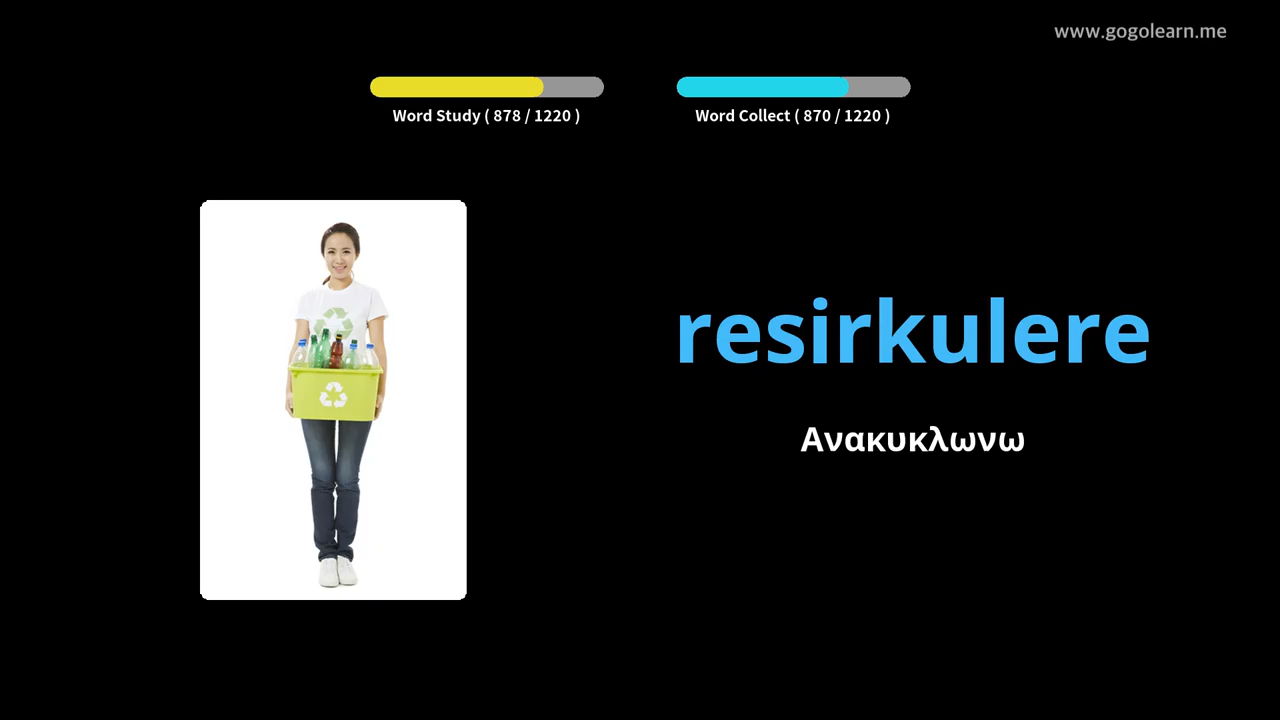 www.gogolearn.me
Word Study ( 878 / 1220 )
Word Collect ( 870 / 1220 )
resirkulere
Ανακυκλωνω